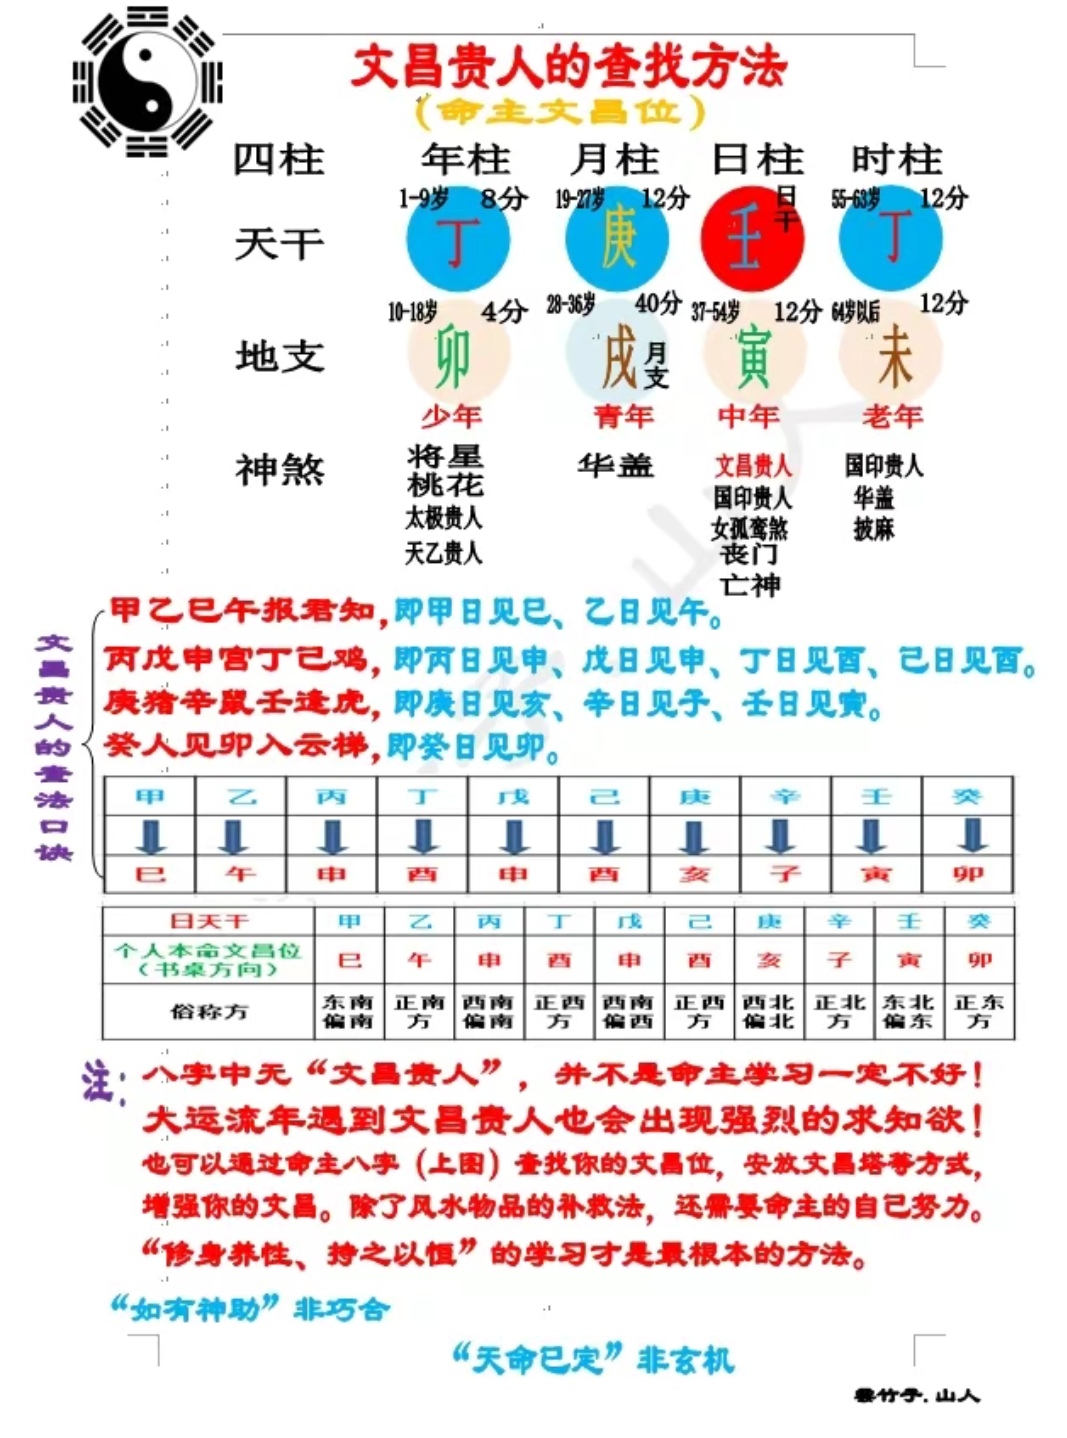 文昌贵人的查找方法
（命主文昌位）
四柱 年柱 月柱 日柱 时柱
1-9岁 8分 19-27岁 12分 日干 55-63岁 12分
天干 丁 庚 壬 丁
10-18岁 4分 28-36岁 40分 37-54岁 12分 64岁以后 12分
地支 卯 戌 月支 寅 未
少年 青年 中年 老年
神煞 将星 华盖 文昌贵人 国印贵人
桃花 国印贵人 华盖
太极贵人 女孤鸾煞 披麻
天乙贵人 丧门
亡神
文昌贵人的查法口诀
甲乙巳午报君知,即甲日见巳、乙日见午。
丙戊申宫丁己鸡,即丙日见申、戊日见申、丁日见酉、己日见酉。
庚猪辛鼠壬逢虎,即庚日见亥、辛日见子、壬日见寅。
癸人见卯入云梯,即癸日见卯。
甲 乙 丙 丁 戊 己 庚 辛 壬 癸
巳 午 申 酉 申 酉 亥 子 寅 卯
日天干 甲 乙 丙 丁 戊 己 庚 辛 壬 癸
个人本命文昌位（书桌方向） 巳 午 申 酉 申 酉 亥 子 寅 卯
俗称方 东南偏南 正南方 西南偏南 正西方 西南偏西 正西方 西北偏北 正北方 东北偏东 正东方
注：八字中无“文昌贵人”，并不是命主学习一定不好！
大运流年遇到文昌贵人也会出现强烈的求知欲！
也可以通过命主八字（上图）查找你的文昌位，安放文昌塔等方式，
增强你的文昌。除了风水物品的补救法，还需要命主的自己努力。
“修身养性、持之以恒”的学习才是最根本的方法。
“如有神助”非巧合
“天命已定”非玄机
云竹子.山人